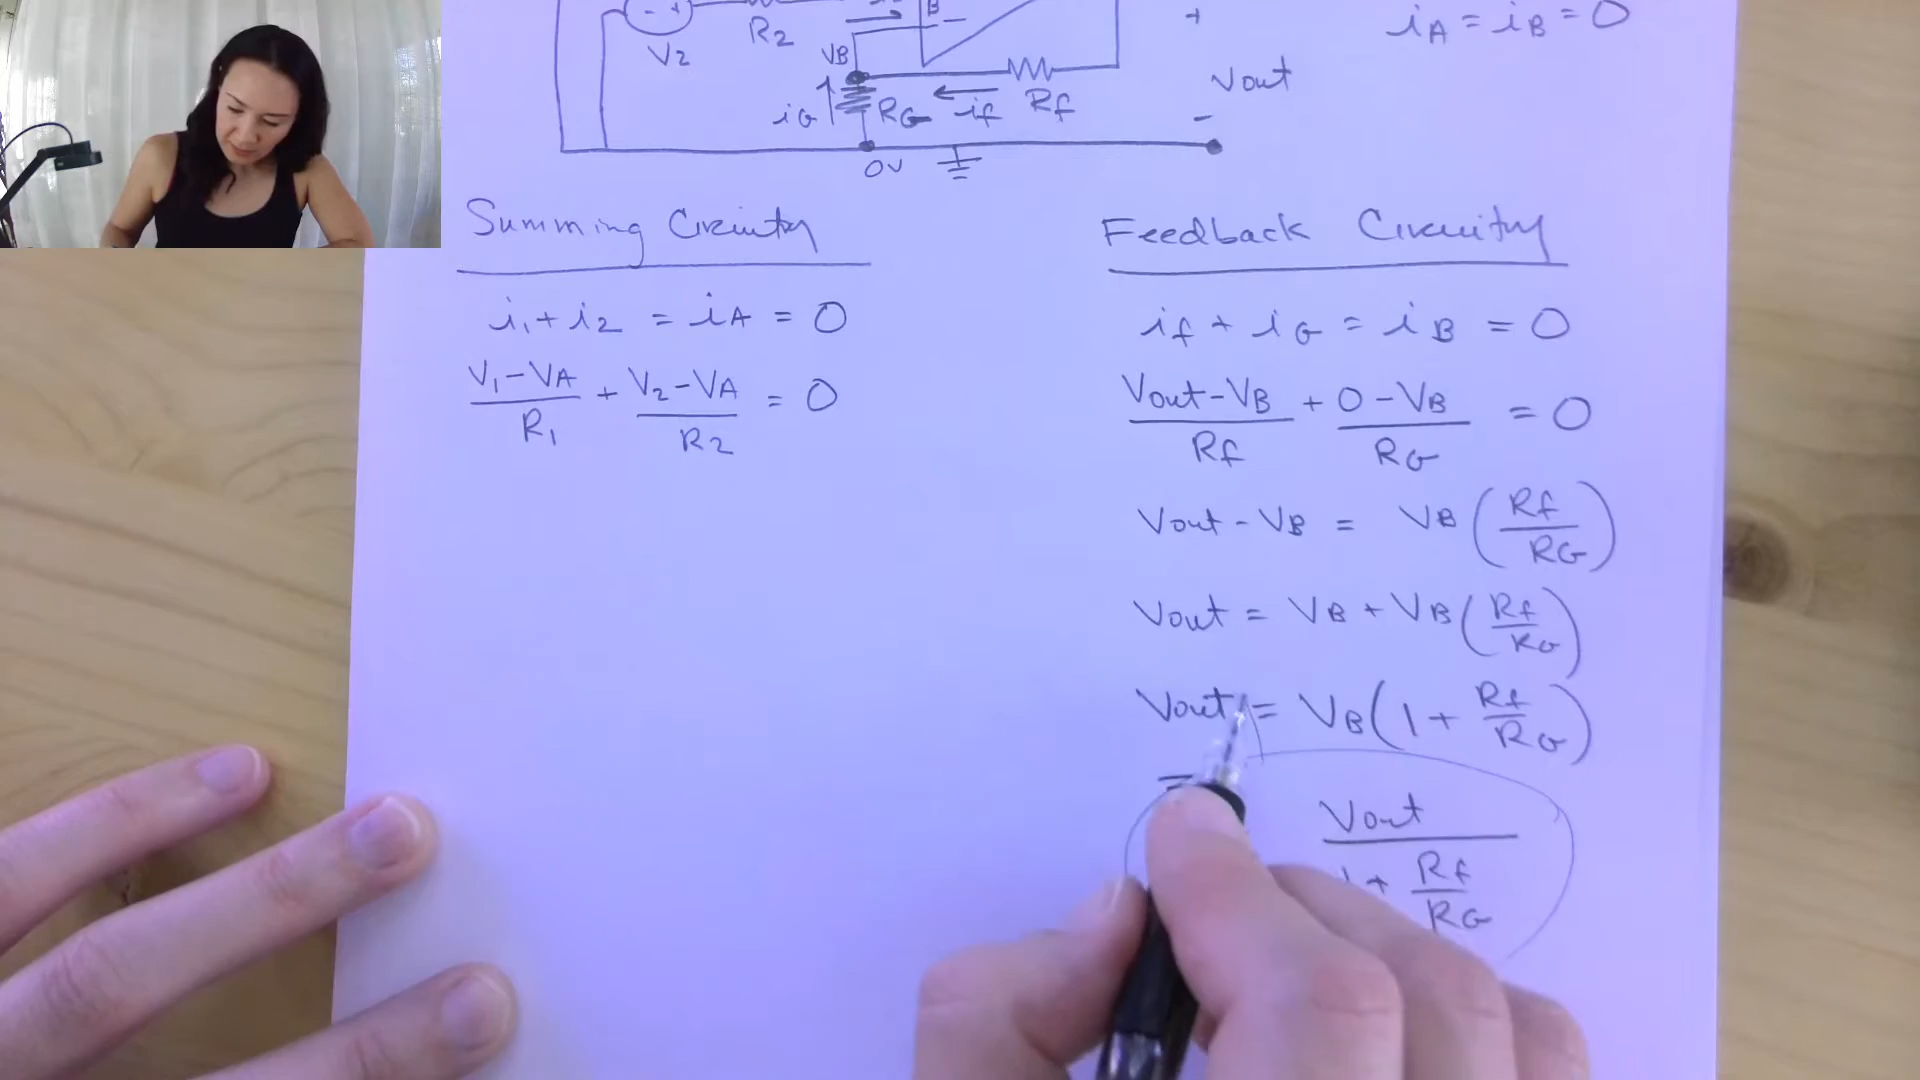 - +
V2
R2
B -
VB
iG
RG
if
Rf
0V
+
Vout
-
iA = iB = 0
Summing Circuitry
i1 + i2 = iA = 0
V1 - VA / R1 + V2 - VA / R2 = 0
Feedback Circuitry
if + iG = iB = 0
Vout - VB / Rf + 0 - VB / RG = 0
Vout - VB = VB (Rf / RG)
Vout = VB + VB (Rf / RG)
Vout = VB (1 + Rf / RG)
Vout / 1 + Rf / RG